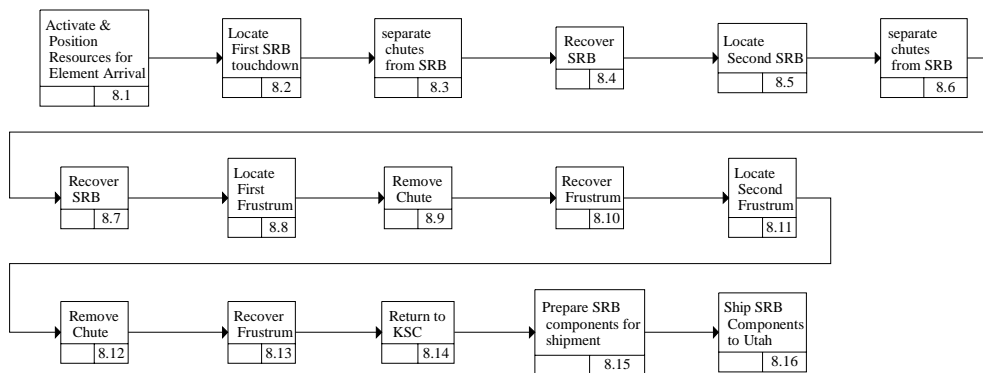 Activate &
Position
Resources for
Element Arrival
8.1
Locate
First SRB
touchdown
8.2
separate
chutes
from SRB
8.3
Recover
SRB
8.4
Locate
Second SRB
8.5
separate
chutes
from SRB
8.6
Recover
SRB
8.7
Locate
First
Frustrum
8.8
Remove
Chute
8.9
Recover
Frustrum
8.10
Locate
Second
Frustrum
8.11
Remove
Chute
8.12
Recover
Frustrum
8.13
Return to
KSC
8.14
Prepare SRB
components for
shipment
8.15
Ship SRB
Components
to Utah
8.16